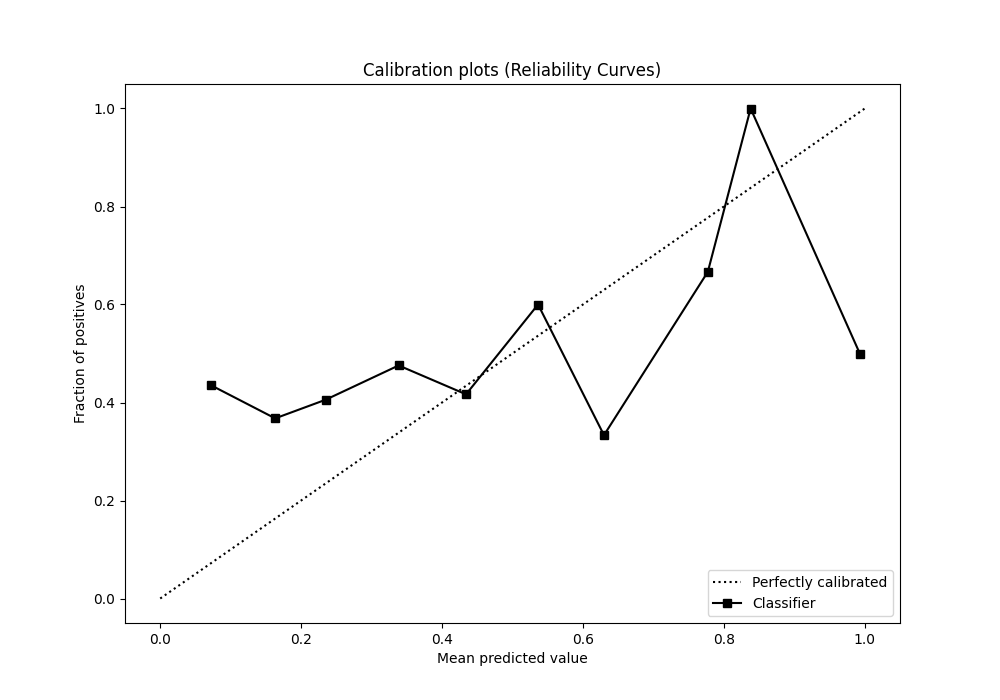 Calibration plots (Reliability Curves)
1.0
0.8
0.6
0.4
0.2
0.0
Fraction of positives
Perfectly calibrated
Classifier
0.0 0.2 0.4 0.6 0.8 1.0
Mean predicted value